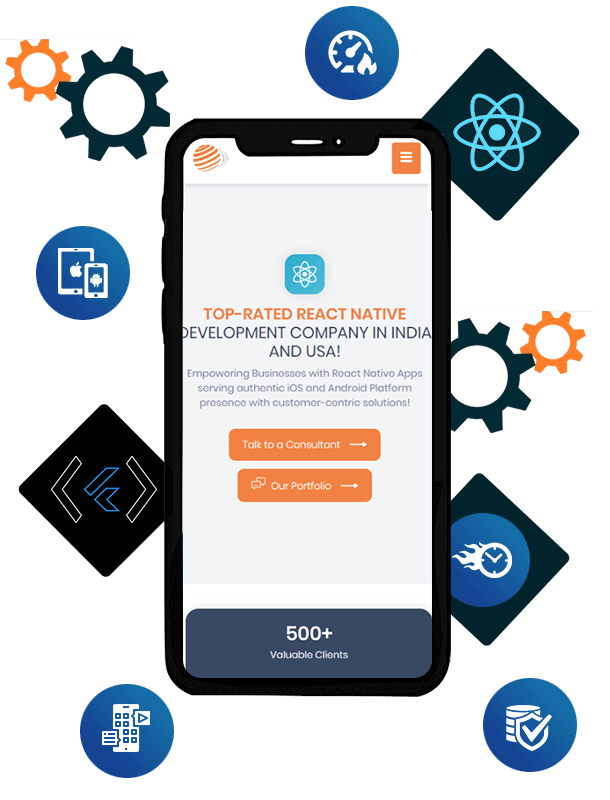 TOP-RATED REACT NATIVE
DEVELOPMENT COMPANY IN INDIA
AND USA!
Empowering Businesses with React Native Apps
serving authentic iOS and Android Platform
presence with customer-centric solutions!
Talk to a Consultant
Our Portfolio
500+
Valuable Clients